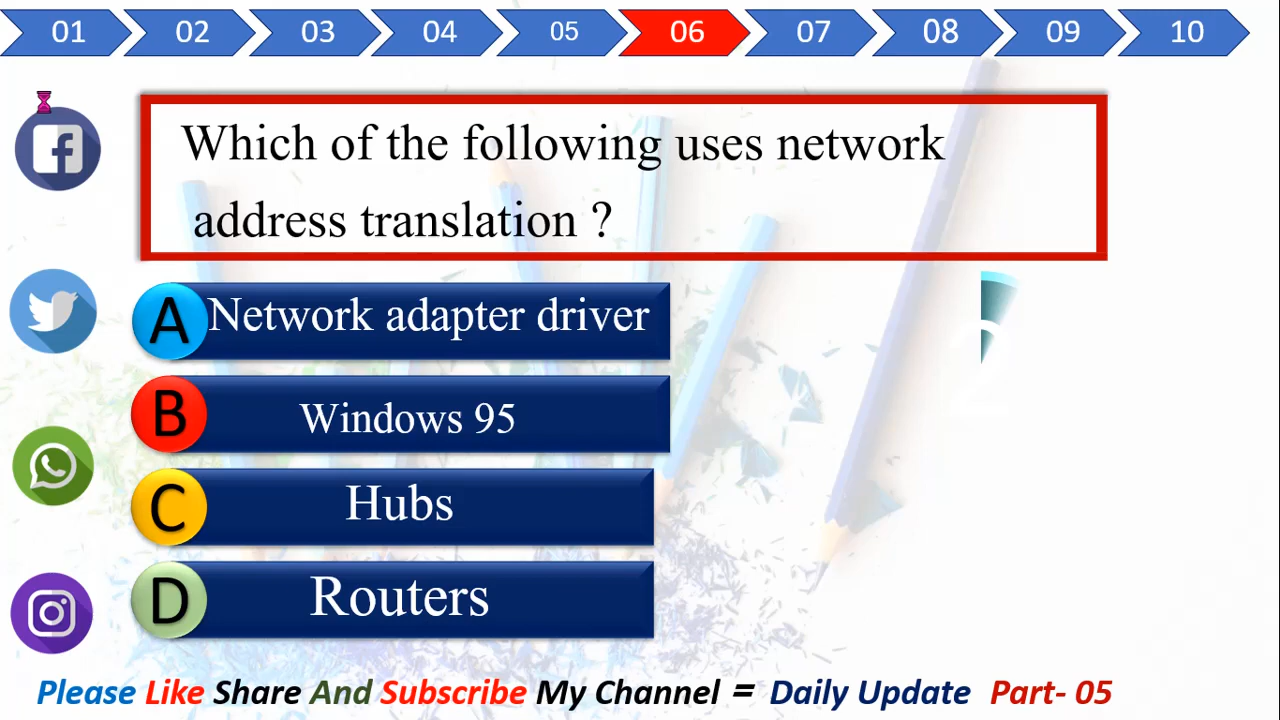 01 02 03 04 05 06 07 08 09 10
Which of the following uses network
address translation ?
A Network adapter driver
B Windows 95
C Hubs
D Routers
Please Like Share And Subscribe My Channel = Daily Update Part- 05